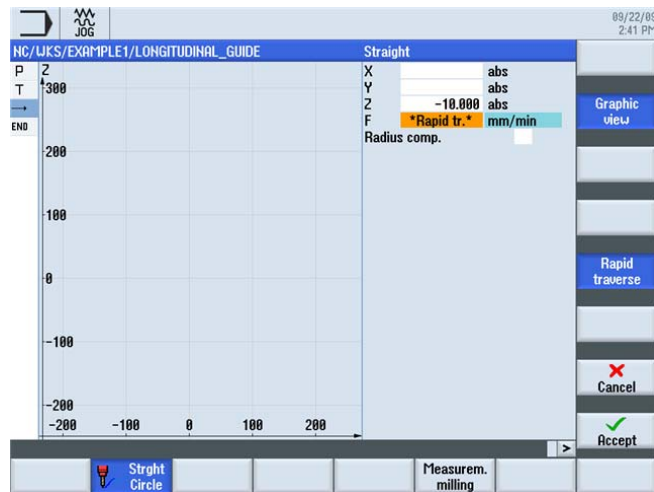 JOG
09/22/09
2:41 PM
NC/WKS/EXAMPLE1/LONGITUDINAL_GUIDE
Straight
P
T
END
Z
300
200
100
0
-100
-200
-200 -100 0 100 200
X abs
Y abs
Z -10.000 abs
F *Rapid tr.* mm/min
Radius comp.
Graphic
view
Rapid
traverse
Cancel
Accept
>
Strght
Circle
Measurem.
milling